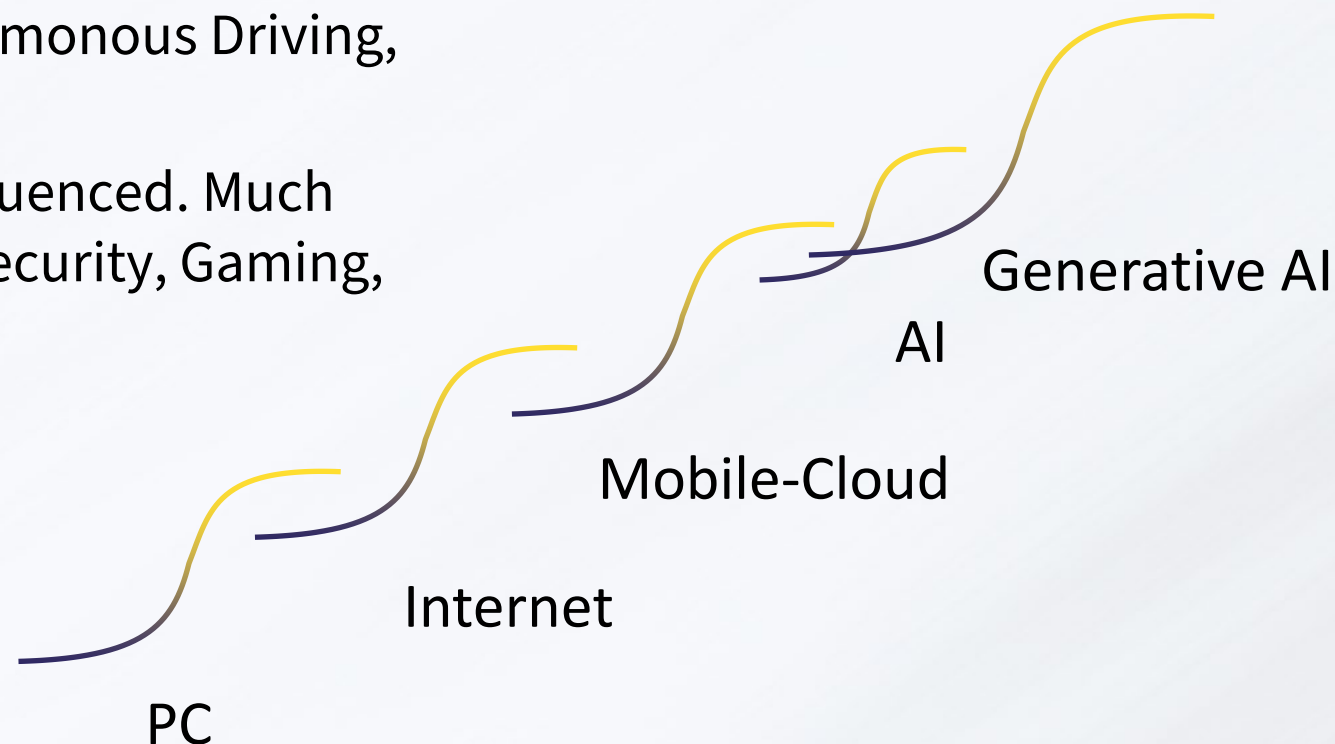 monous Driving,
uenced. Much
ecurity, Gaming,
Generative AI
AI
Mobile-Cloud
Internet
PC